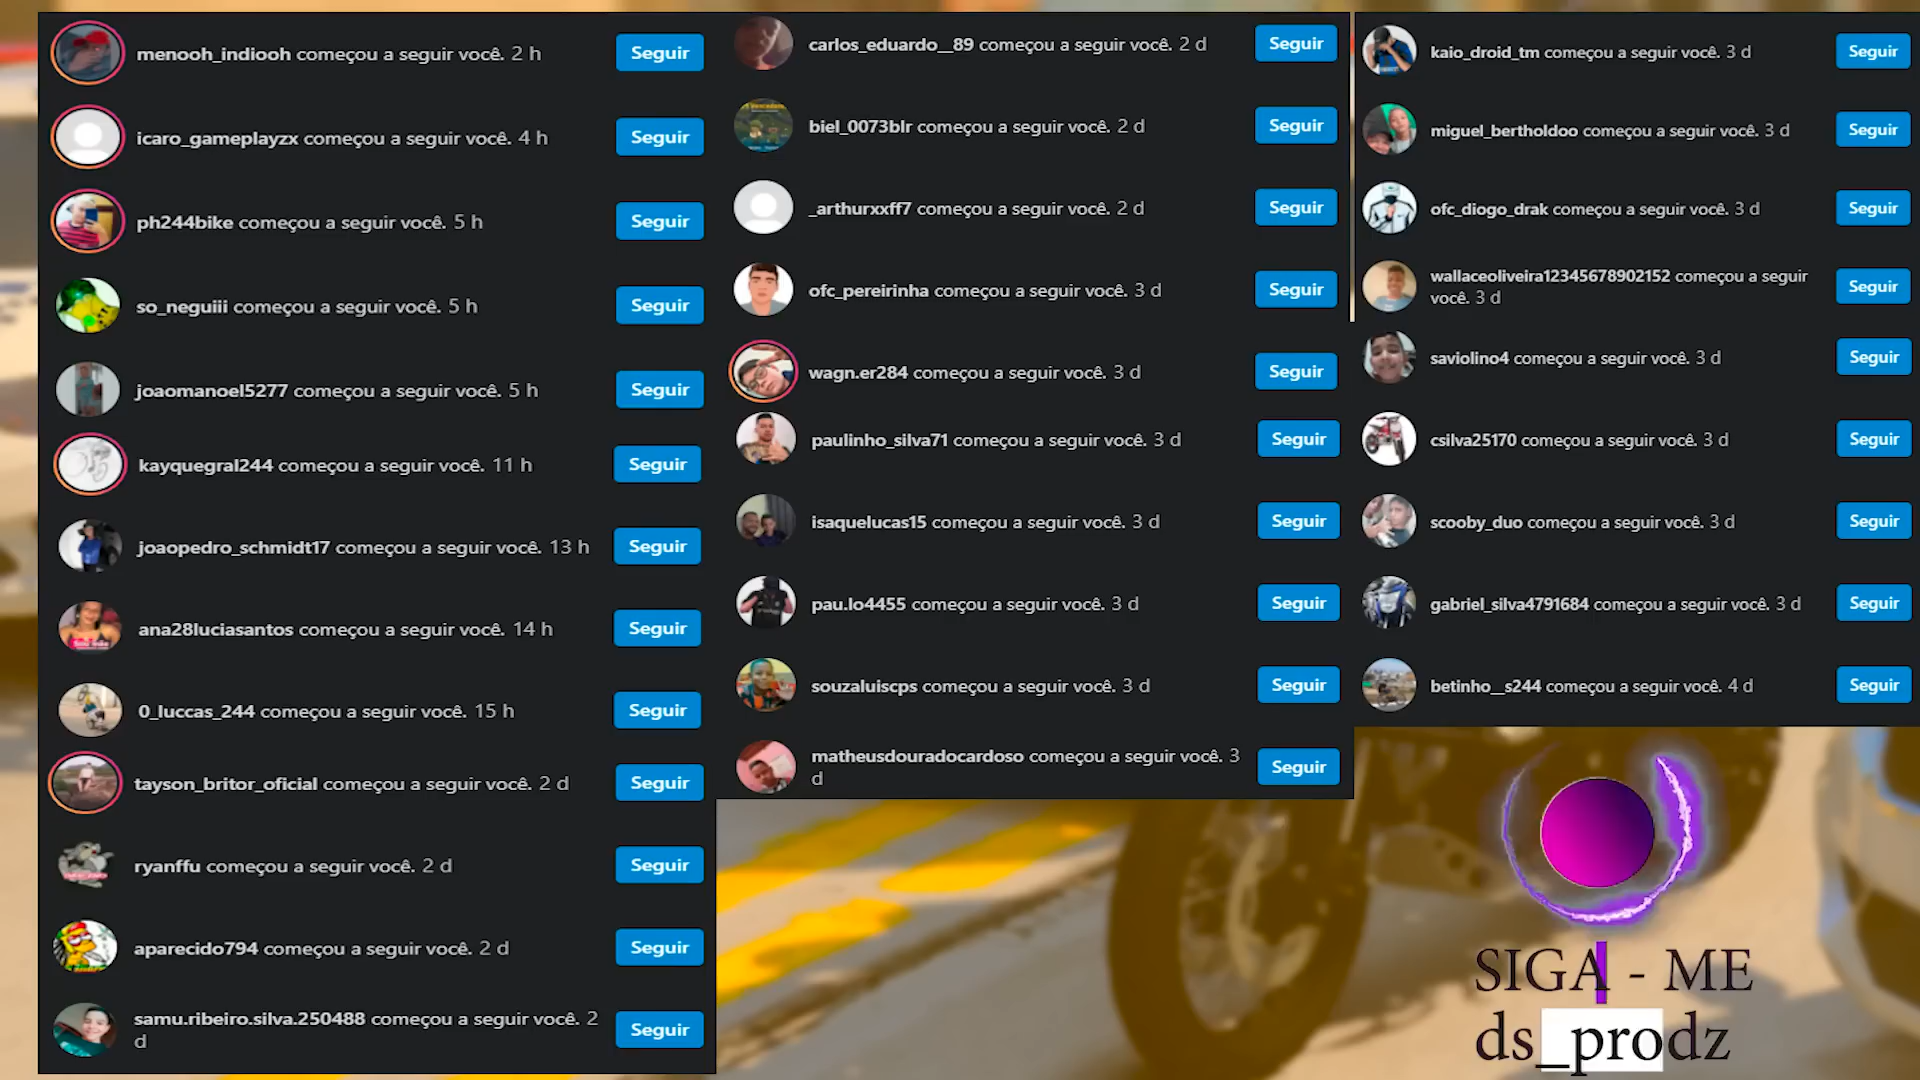 menooh_indiooh começou a seguir você. 2 h
Seguir
icaro_gameplayzx começou a seguir você. 4 h
Seguir
ph244bike começou a seguir você. 5 h
Seguir
so_neguiii começou a seguir você. 5 h
Seguir
joaomanoel5277 começou a seguir você. 5 h
Seguir
kayquegral244 começou a seguir você. 11 h
Seguir
joaopedro_schmidt17 começou a seguir você. 13 h
Seguir
ana28luciasantos começou a seguir você. 14 h
Seguir
0_luccas_244 começou a seguir você. 15 h
Seguir
tayson_britor_oficial começou a seguir você. 2 d
Seguir
ryanffu começou a seguir você. 2 d
Seguir
aparecido794 começou a seguir você. 2 d
Seguir
samu.ribeiro.silva.250488 começou a seguir você. 2
d
Seguir
carlos_eduardo__89 começou a seguir você. 2 d
Seguir
biel_0073blr começou a seguir você. 2 d
Seguir
_arthurxxff7 começou a seguir você. 2 d
Seguir
ofc_pereirinha começou a seguir você. 3 d
Seguir
wagn.er284 começou a seguir você. 3 d
Seguir
paulinho_silva71 começou a seguir você. 3 d
Seguir
isaquelucas15 começou a seguir você. 3 d
Seguir
pau.lo4455 começou a seguir você. 3 d
Seguir
souzaluiscps começou a seguir você. 3 d
Seguir
matheusdouradocardoso começou a seguir você. 3
d
Seguir
kaio_droid_tm começou a seguir você. 3 d
Seguir
miguel_bertholdoo começou a seguir você. 3 d
Seguir
ofc_diogo_drak começou a seguir você. 3 d
Seguir
wallaceoliveira12345678902152 começou a seguir
você. 3 d
Seguir
saviolino4 começou a seguir você. 3 d
Seguir
csilva25170 começou a seguir você. 3 d
Seguir
scooby_duo começou a seguir você. 3 d
Seguir
gabriel_silva4791684 começou a seguir você. 3 d
Seguir
betinho__s244 começou a seguir você. 4 d
Seguir
SIGA - ME
ds_prodz